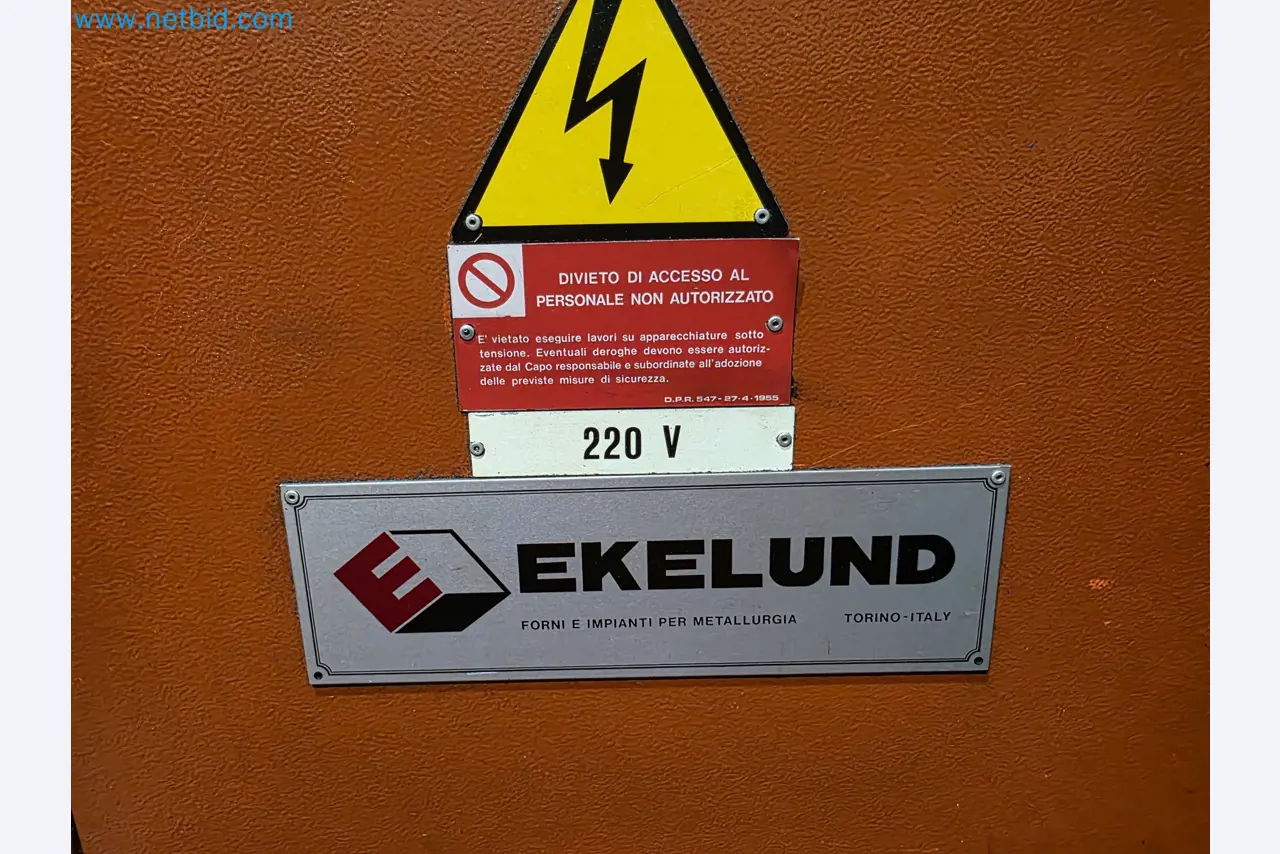 www.netbid.com
DIVIETO DI ACCESSO AL
PERSONALE NON AUTORIZZATO
E' vietato eseguire lavori su apparecchiature sotto
tensione. Eventuali deroghe devono essere autoriz-
zate dal Capo responsabile e subordinate all'adozione
delle previste misure di sicurezza.
D.P.R. 547-27-4-1955
220 V
E EKELUND
FORNI E IMPIANTI PER METALLURGIA TORINO-ITALY